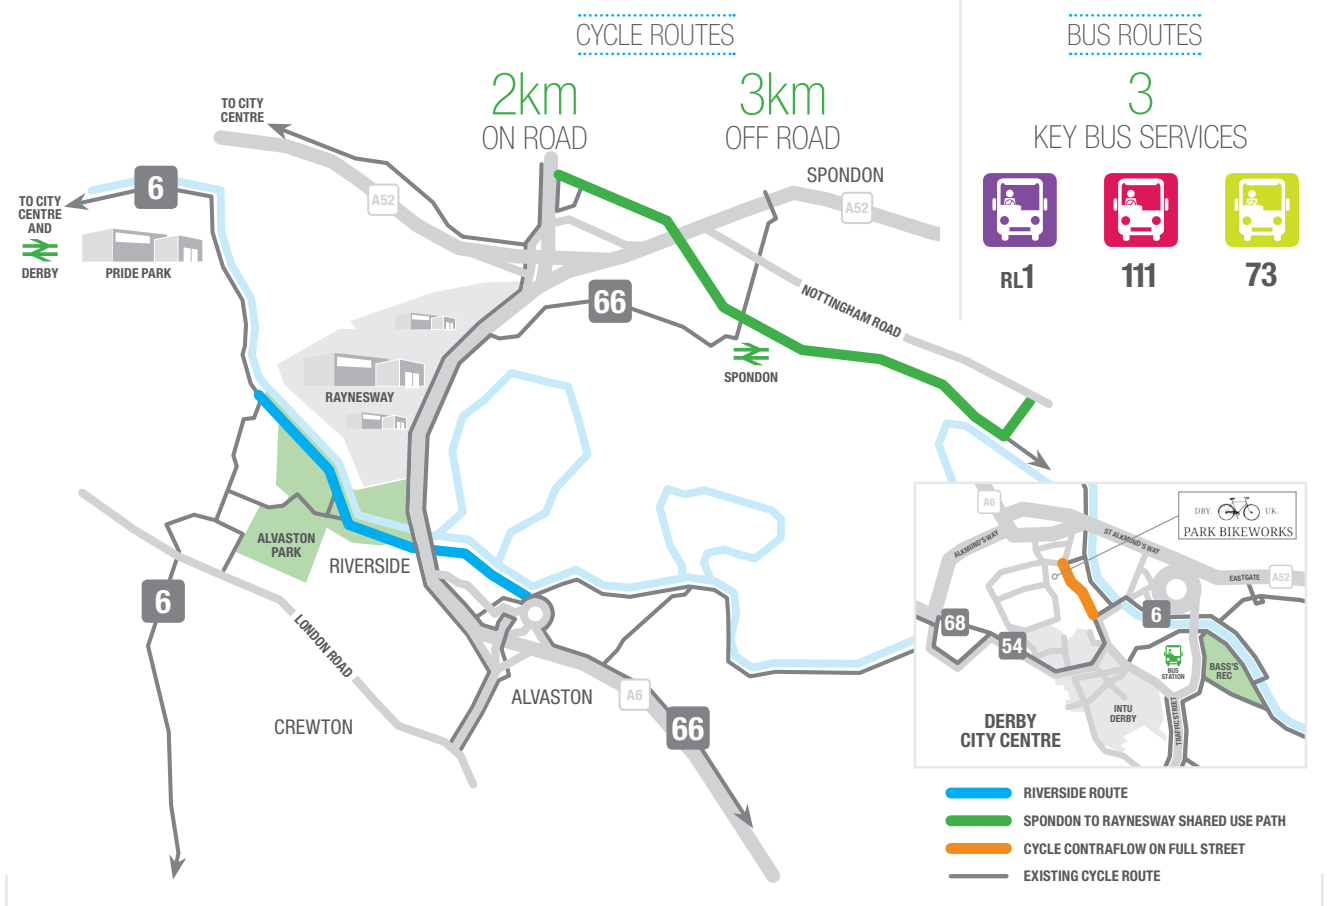 CYCLE ROUTES
2km
ON ROAD
3km
OFF ROAD
BUS ROUTES
3
KEY BUS SERVICES
RL1
111
73
TO CITY
CENTRE
A52
SPONDON
A52
6
TO CITY
CENTRE
AND
DERBY
PRIDE PARK
66
NOTTINGHAM ROAD
SPONDON
RAYNESWAY
ALVASTON
PARK
RIVERSIDE
6
LONDON ROAD
CREWTON
ALVASTON
A6
66
A6
DBY.
UK.
PARK BIKEWORKS
ALKMUND'S WAY
ST ALKMUND'S WAY
EASTGATE
A52
68
54
6
BUS
STATION
BASS'S
REC
INTU
DERBY
TRAFFIC STREET
DERBY
CITY CENTRE
RIVERSIDE ROUTE
SPONDON TO RAYNESWAY SHARED USE PATH
CYCLE CONTRAFLOW ON FULL STREET
EXISTING CYCLE ROUTE